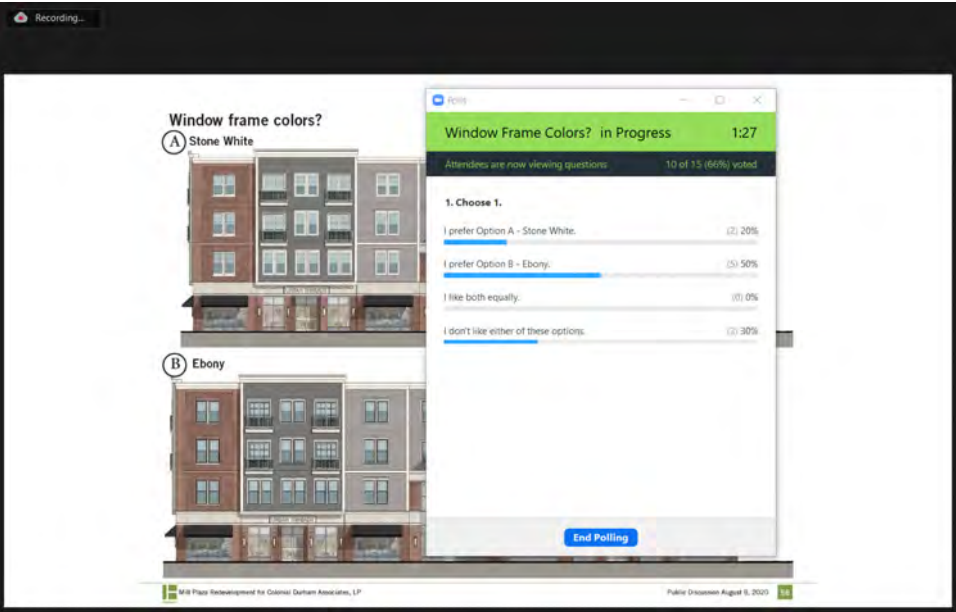 Recording...
Window frame colors?
A Stone White
B Ebony
Polls
Window Frame Colors? in Progress 1:27
Attendees are now viewing questions 10 of 15 (66%) voted
1. Choose 1.
I prefer Option A - Stone White. (2) 20%
I prefer Option B - Ebony. (5) 50%
I like both equally. (0) 0%
I don't like either of these options. (3) 30%
End Polling
Mill Plaza Redevelopment for Colonial Durham Associates, LP
Public Discussion August 6, 2020